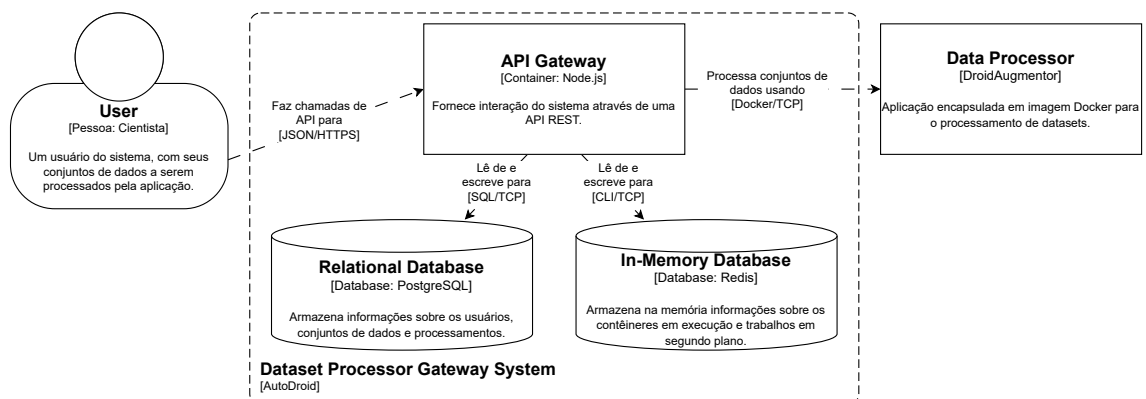 User
[Pessoa: Cientista]
Um usuário do sistema, com seus
conjuntos de dados a serem
processados pela aplicação.
Faz chamadas de
API para
[JSON/HTTPS]
API Gateway
[Container: Node.js]
Fornece interação do sistema através de uma
API REST.
Processa conjuntos de
dados usando
[Docker/TCP]
Data Processor
[DroidAugmentor]
Aplicação encapsulada em imagem Docker para
o processamento de datasets.
Lê de e
escreve para
[SQL/TCP]
Lê de e
escreve para
[CLI/TCP]
Relational Database
[Database: PostgreSQL]
Armazena informações sobre os usuários,
conjuntos de dados e processamentos.
In-Memory Database
[Database: Redis]
Armazena na memória informações sobre os
contêineres em execução e trabalhos em
segundo plano.
Dataset Processor Gateway System
[AutoDroid]